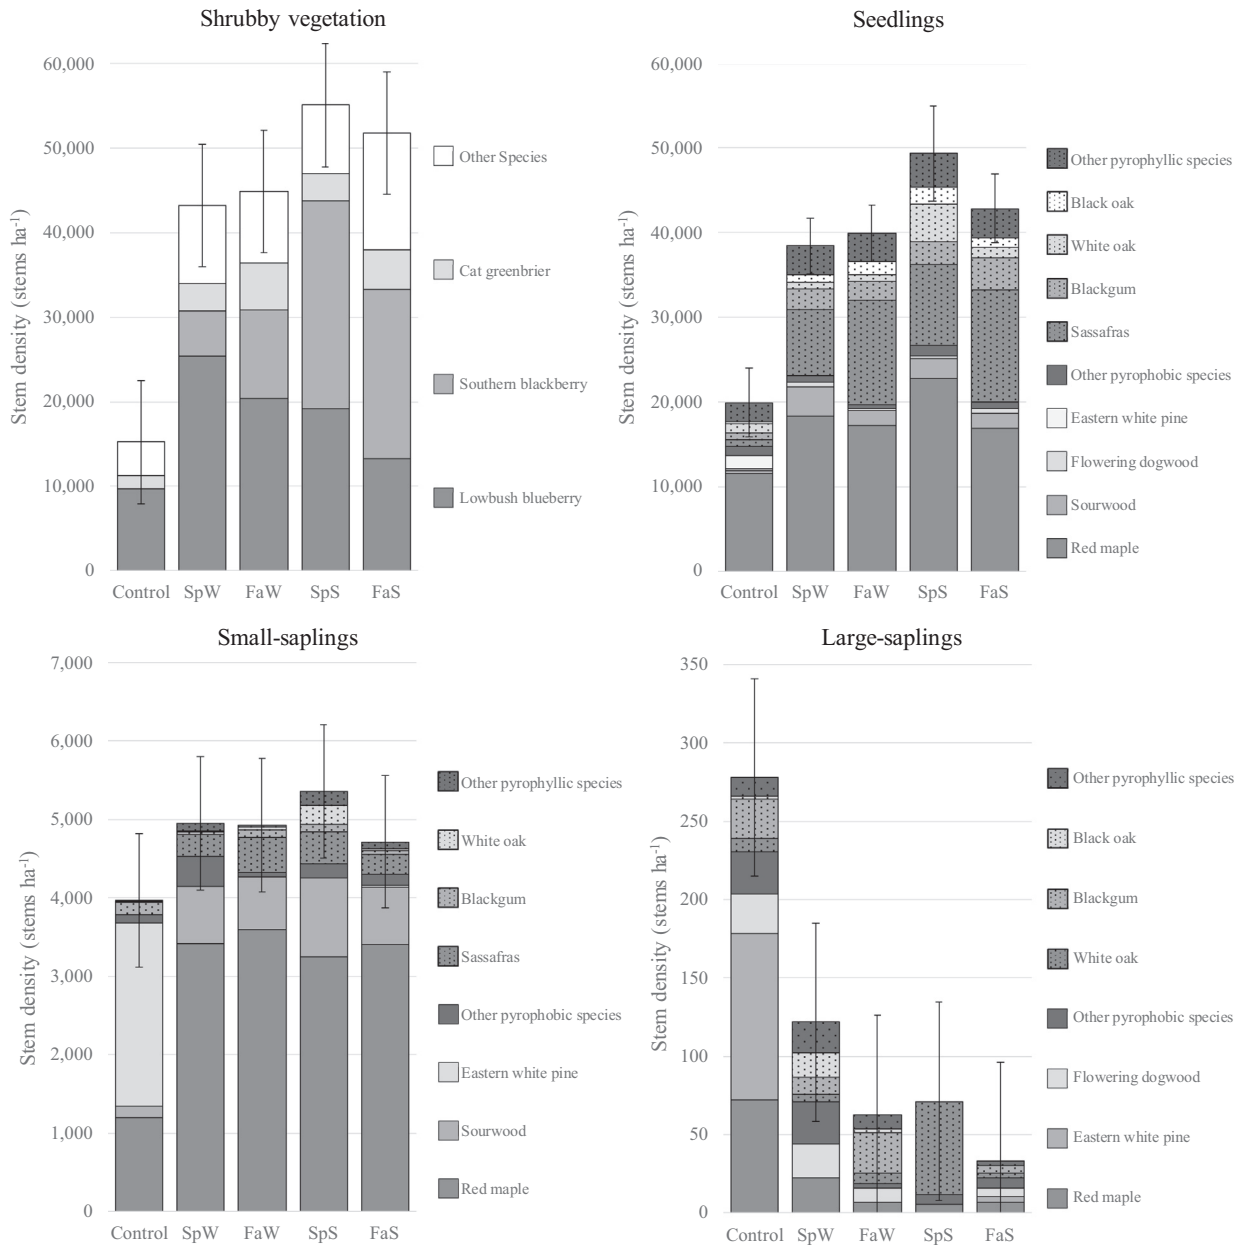 Shrubby vegetation
Stem density (stems ha⁻¹)
60,000
50,000
40,000
30,000
20,000
10,000
0
Control SpW FaW SpS FaS
Other Species
Cat greenbrier
Southern blackberry
Lowbush blueberry
Seedlings
Stem density (stems ha⁻¹)
60,000
50,000
40,000
30,000
20,000
10,000
0
Control SpW FaW SpS FaS
Other pyrophyllic species
Black oak
White oak
Blackgum
Sassafras
Other pyrophobic species
Eastern white pine
Flowering dogwood
Sourwood
Red maple
Small-saplings
Stem density (stems ha⁻¹)
7,000
6,000
5,000
4,000
3,000
2,000
1,000
0
Control SpW FaW SpS FaS
Other pyrophyllic species
White oak
Blackgum
Sassafras
Other pyrophobic species
Eastern white pine
Sourwood
Red maple
Large-saplings
Stem density (stems ha⁻¹)
350
300
250
200
150
100
50
0
Control SpW FaW SpS FaS
Other pyrophyllic species
Black oak
Blackgum
White oak
Other pyrophobic species
Flowering dogwood
Eastern white pine
Red maple